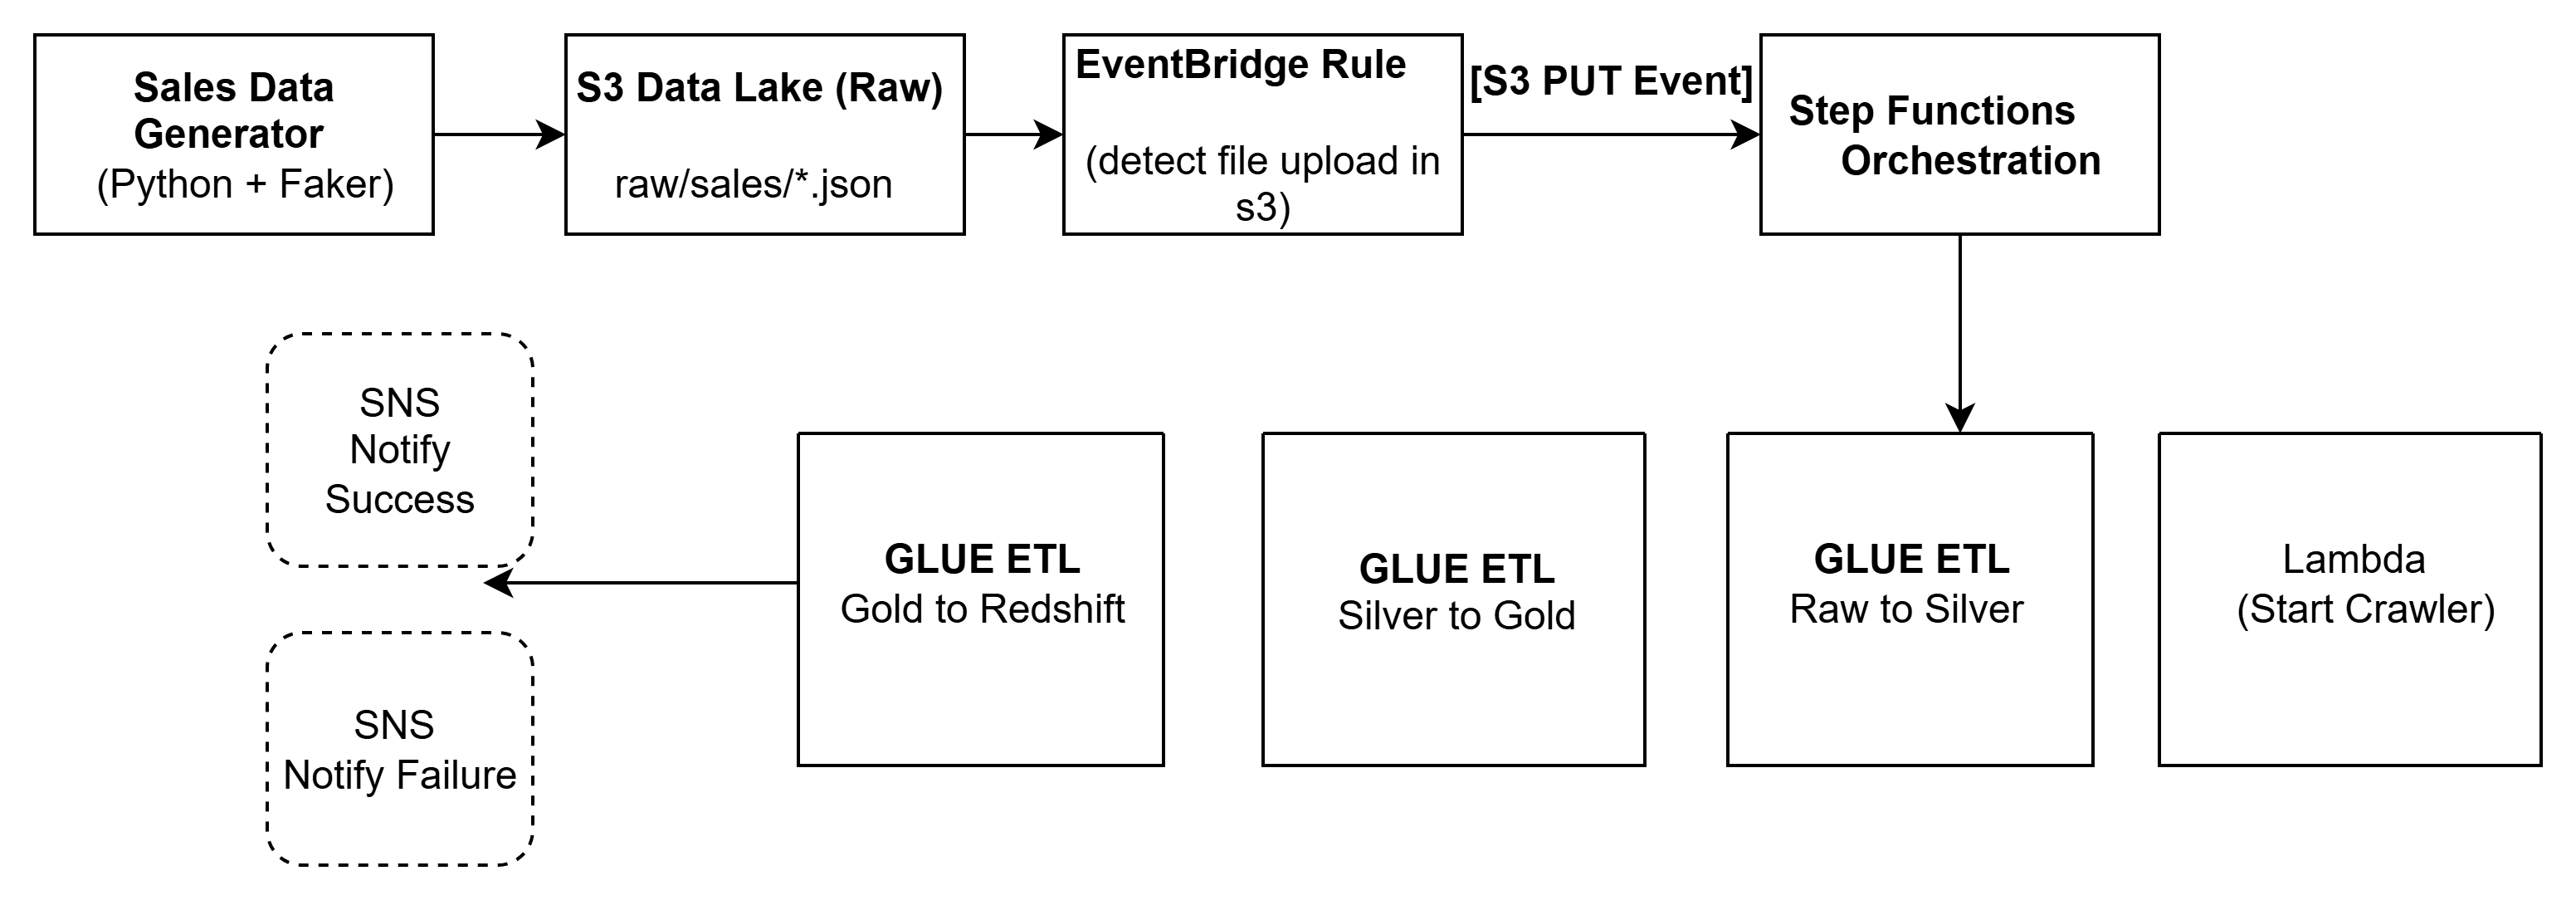 Sales Data
Generator
(Python + Faker)
S3 Data Lake (Raw)
raw/sales/*.json
EventBridge Rule
(detect file upload in
s3)
[S3 PUT Event]
Step Functions
Orchestration
SNS
Notify
Success
SNS
Notify Failure
GLUE ETL
Gold to Redshift
GLUE ETL
Silver to Gold
GLUE ETL
Raw to Silver
Lambda
(Start Crawler)